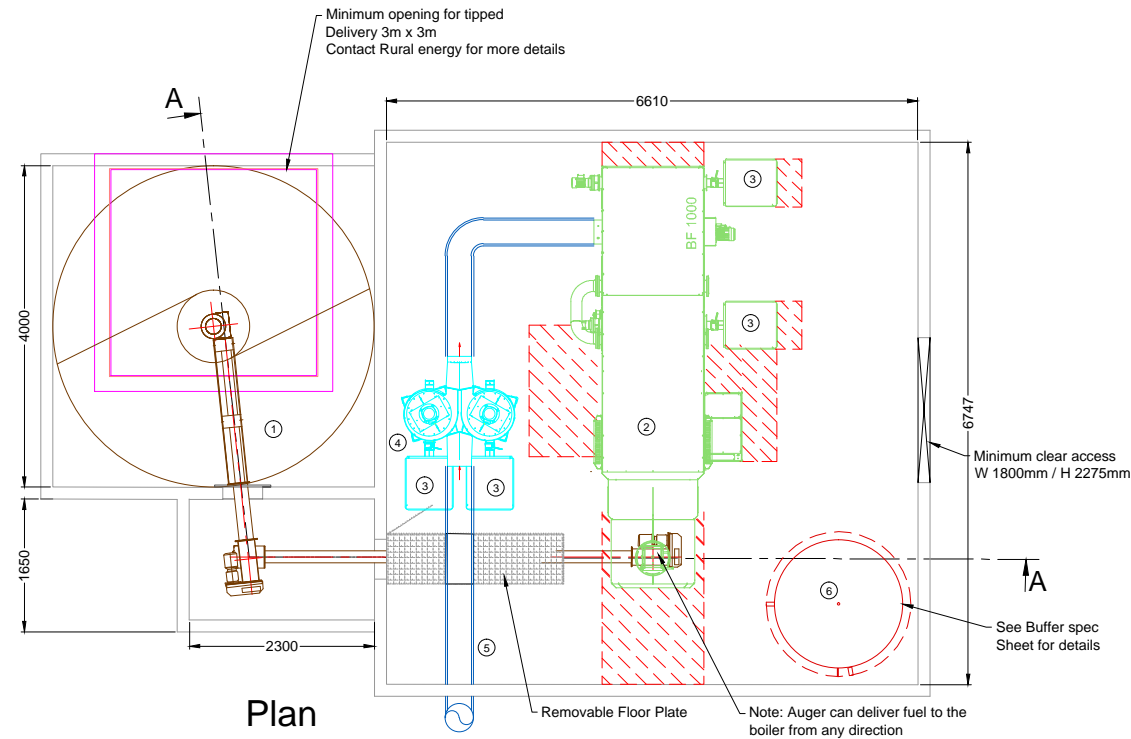 Minimum opening for tipped
Delivery 3m x 3m
Contact Rural energy for more details
A
6610
3
BF 1000
4000
3
6747
1
2
4
Minimum clear access
W 1800mm / H 2275mm
3
3
1650
A
6
See Buffer spec
Sheet for details
2300
5
Plan
Removable Floor Plate
Note: Auger can deliver fuel to the
boiler from any direction